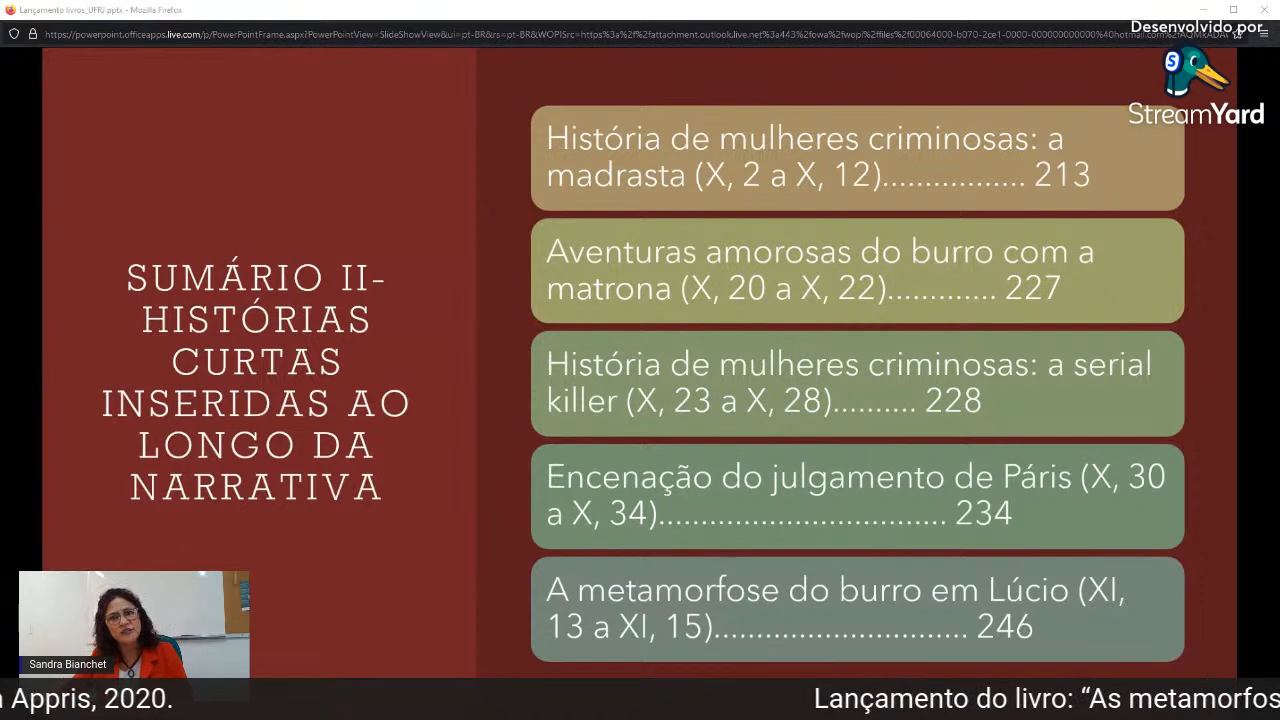 Lançamento livros_UFRJ.pptx - Mozilla Firefox
Desenvolvido por
StreamYard
História de mulheres criminosas: a
madrasta (X, 2 a X, 12)................. 213
Aventuras amorosas do burro com a
matrona (X, 20 a X, 22)............. 227
História de mulheres criminosas: a serial
killer (X, 23 a X, 28).......... 228
Encenação do julgamento de Páris (X, 30
a X, 34).................................. 234
A metamorfose do burro em Lúcio (XI,
13 a XI, 15).............................. 246
SUMÁRIO II-
HISTÓRIAS
CURTAS
INSERIDAS AO
LONGO DA
NARRATIVA
Sandra Bianchet
Appris, 2020.
Lançamento do livro: “As metamorfos